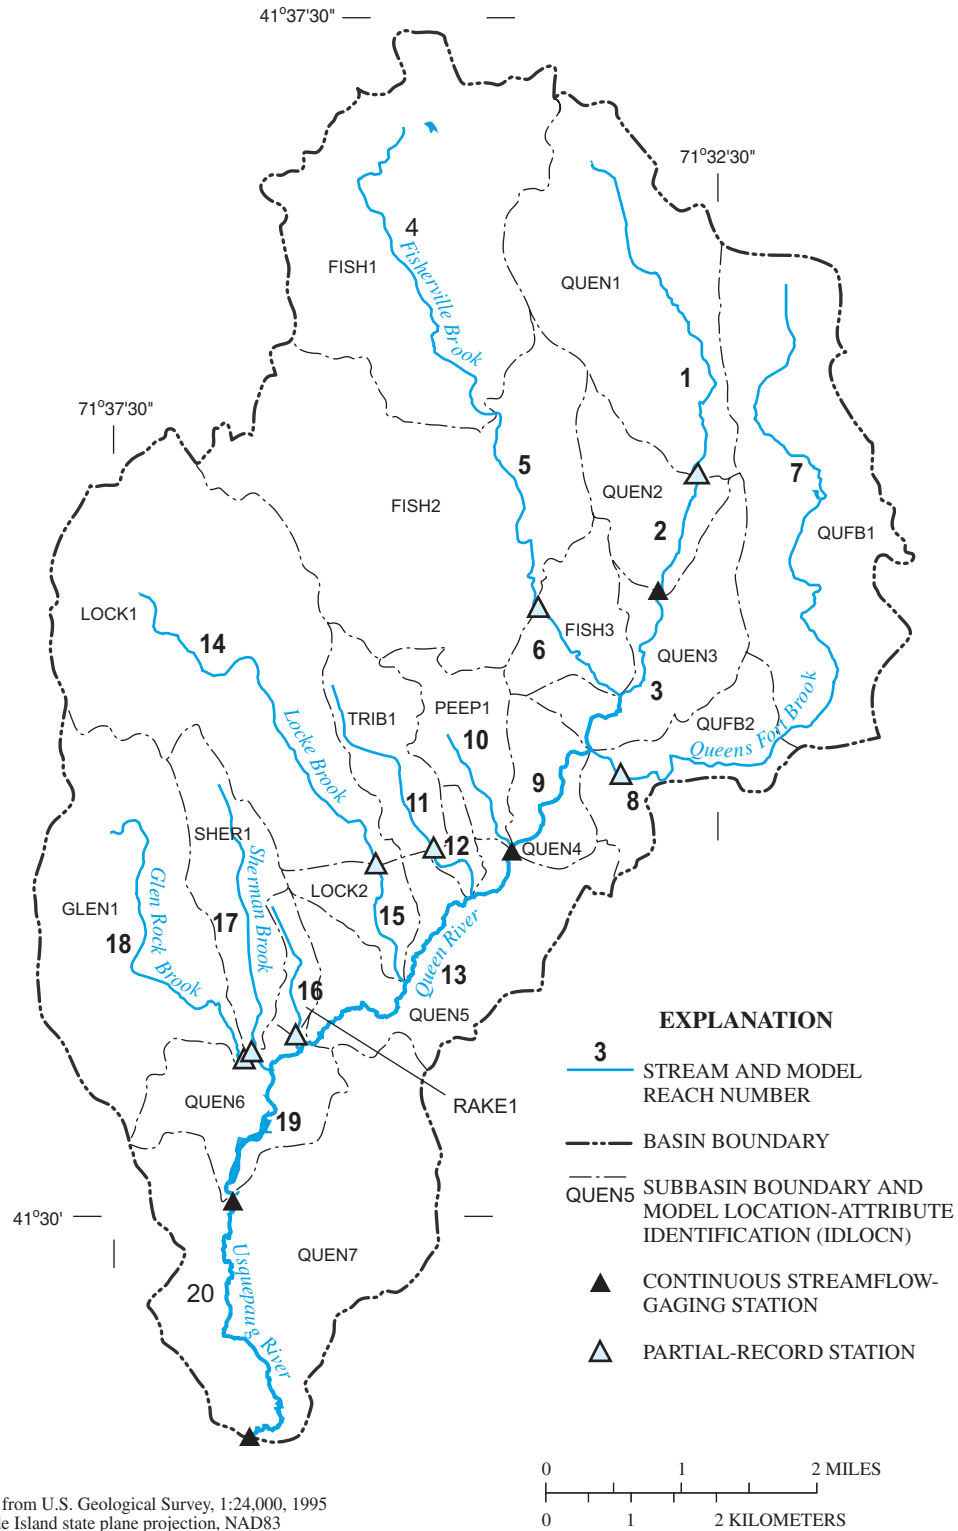 41°37'30"
71°32'30"
4
FISH1
Fisherville Brook
QUEN1
1
71°37'30"
5
7
QUEN2
FISH2
2
QUFB1
LOCK1
14
FISH3
6
QUEN3
3
TRIB1
PEEP1
QUFB2
Queens Fort Brook
10
Locke Brook
9
11
8
SHER1
12
QUEN4
Sherman Brook
LOCK2
GLEN1
Glen Rock Brook
17
15
18
Queen River
13
16
QUEN5
RAKE1
QUEN6
19
41°30'
QUEN7
20
Usquepaug River
EXPLANATION
3
STREAM AND MODEL
REACH NUMBER
BASIN BOUNDARY
QUEN5
SUBBASIN BOUNDARY AND
MODEL LOCATION-ATTRIBUTE
IDENTIFICATION (IDLOCN)
CONTINUOUS STREAMFLOW-
GAGING STATION
PARTIAL-RECORD STATION
0 1 2 MILES
0 1 2 KILOMETERS
from U.S. Geological Survey, 1:24,000, 1995
Island state plane projection, NAD83